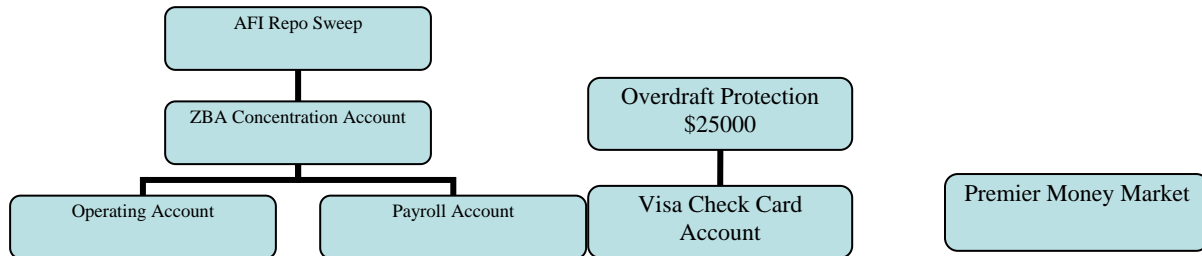 AFI Repo Sweep
ZBA Concentration Account
Operating Account
Payroll Account
Overdraft Protection
$25000
Visa Check Card
Account
Premier Money Market